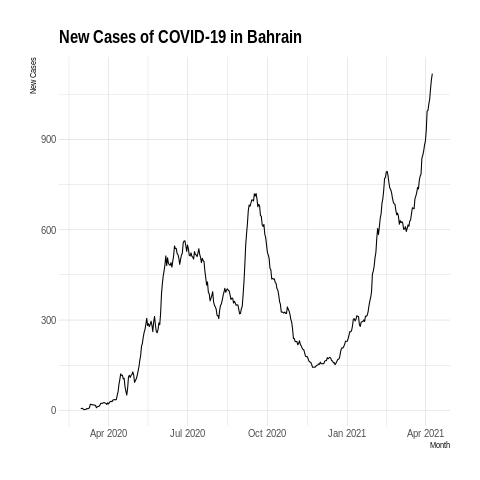 New Cases of COVID-19 in Bahrain
New Cases
900
600
300
0
Apr 2020 Jul 2020 Oct 2020 Jan 2021 Apr 2021
Month